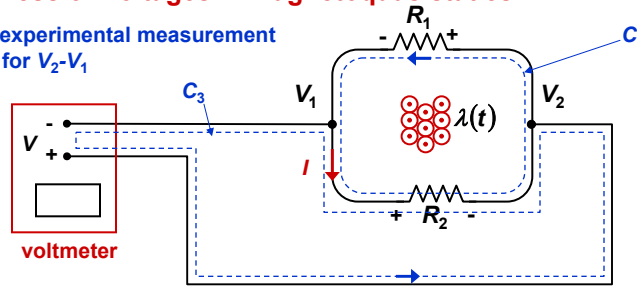 R1
- +
experimental measurement
for V2-V1
C
C3
V1
V2
λ(t)
-
V
+
I
+ R2 -
voltmeter